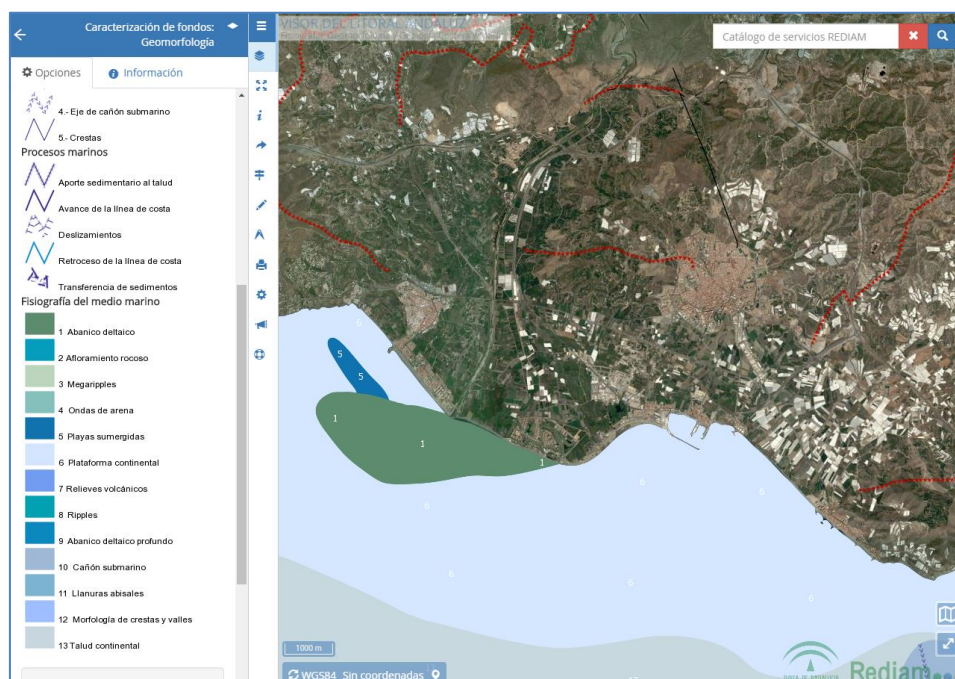 Caracterización de fondos:
Geomorfología
Opciones
Información
4.- Eje de cañón submarino
5.- Crestas
Procesos marinos
Aporte sedimentario al talud
Avance de la línea de costa
Deslizamientos
Retroceso de la línea de costa
Transferencia de sedimentos
Fisiografía del medio marino
1 Abanico deltaico
2 Afloramiento rocoso
3 Megaripples
4 Ondas de arena
5 Playas sumergidas
6 Plataforma continental
7 Relieves volcánicos
8 Ripples
9 Abanico deltaico profundo
10 Cañón submarino
11 Llanuras abisales
12 Morfología de crestas y valles
13 Talud continental
VISOR DEL LITORAL ANDALUZ
Catálogo de servicios REDIAM
6
5
5
1
1
1
6
6
6
6
6
6
1000 m
WGS84 Sin coordenadas
JUNTA DE ANDALUCIA
Rediam